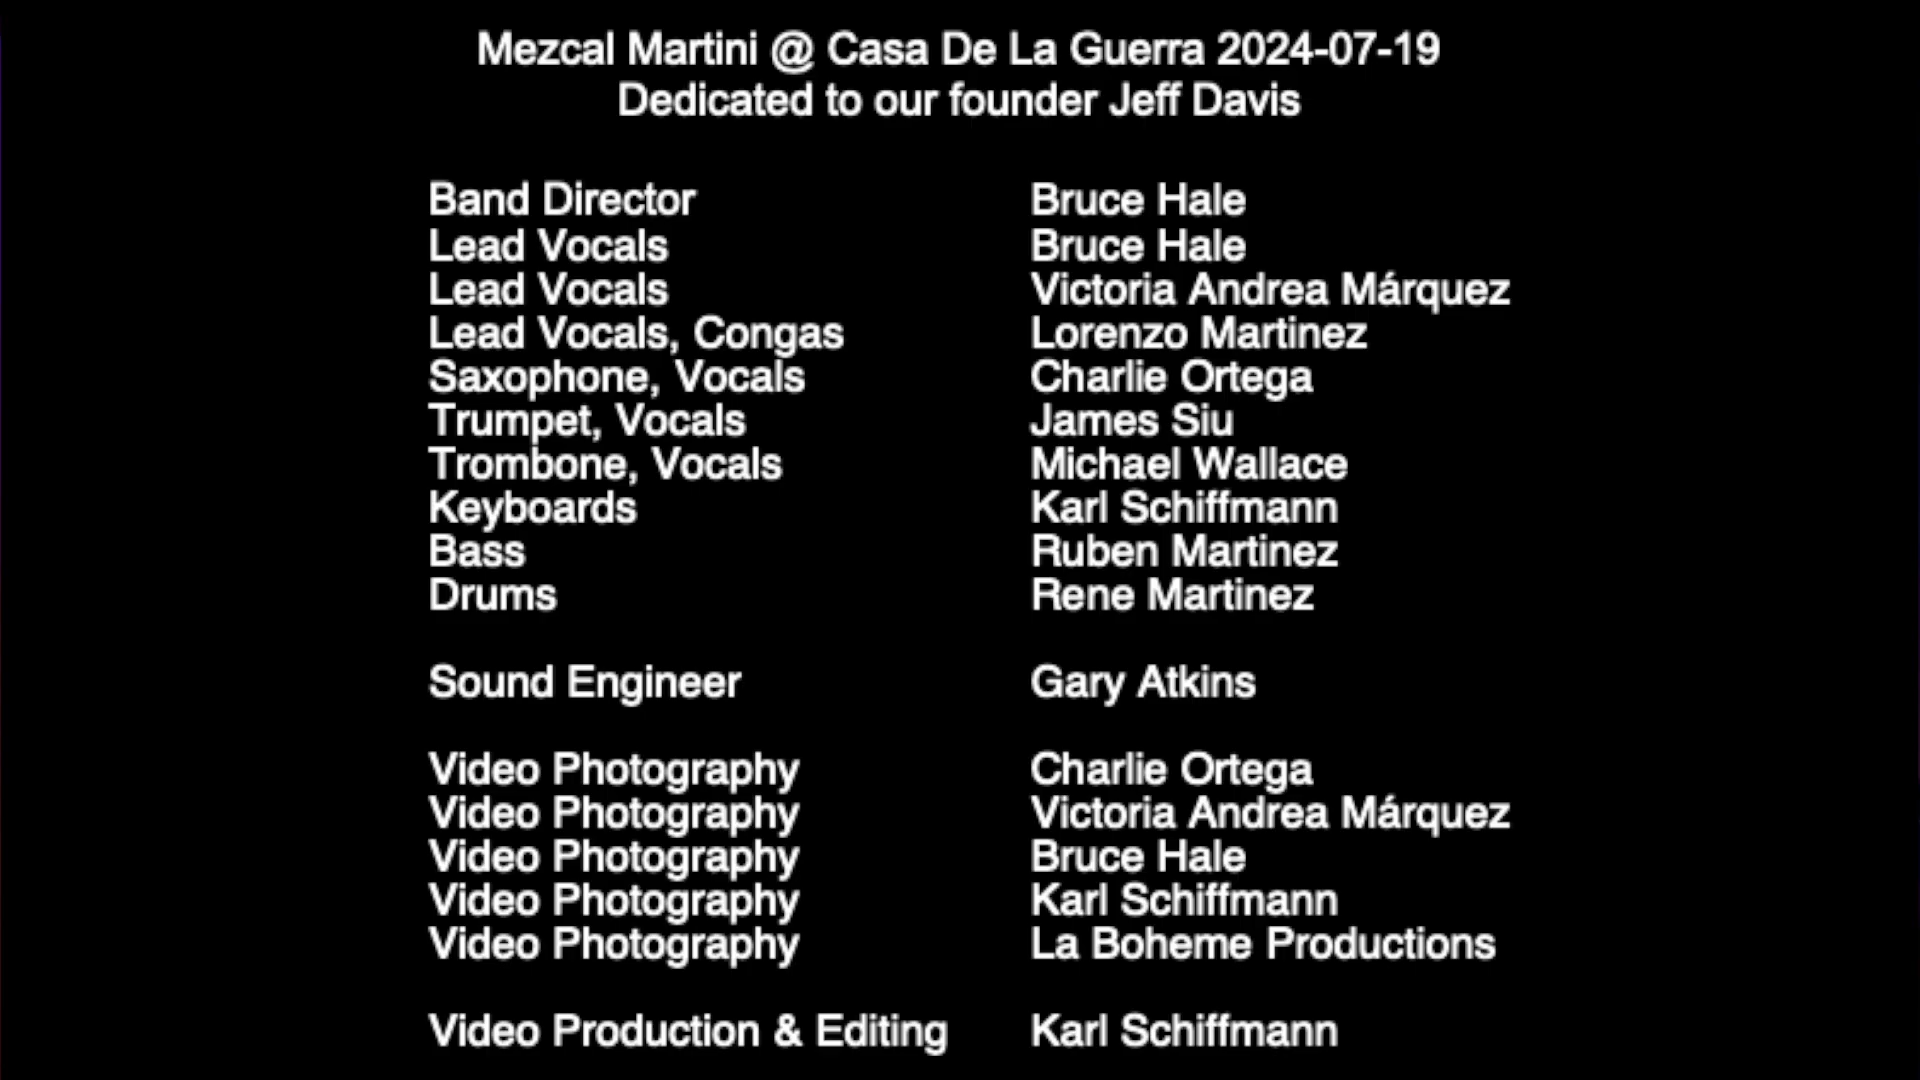 Mezcal Martini @ Casa De La Guerra 2024-07-19
Dedicated to our founder Jeff Davis
Band Director Bruce Hale
Lead Vocals Bruce Hale
Lead Vocals Victoria Andrea Márquez
Lead Vocals, Congas Lorenzo Martinez
Saxophone, Vocals Charlie Ortega
Trumpet, Vocals James Siu
Trombone, Vocals Michael Wallace
Keyboards Karl Schiffmann
Bass Ruben Martinez
Drums Rene Martinez
Sound Engineer Gary Atkins
Video Photography Charlie Ortega
Video Photography Victoria Andrea Márquez
Video Photography Bruce Hale
Video Photography Karl Schiffmann
Video Photography La Boheme Productions
Video Production & Editing Karl Schiffmann